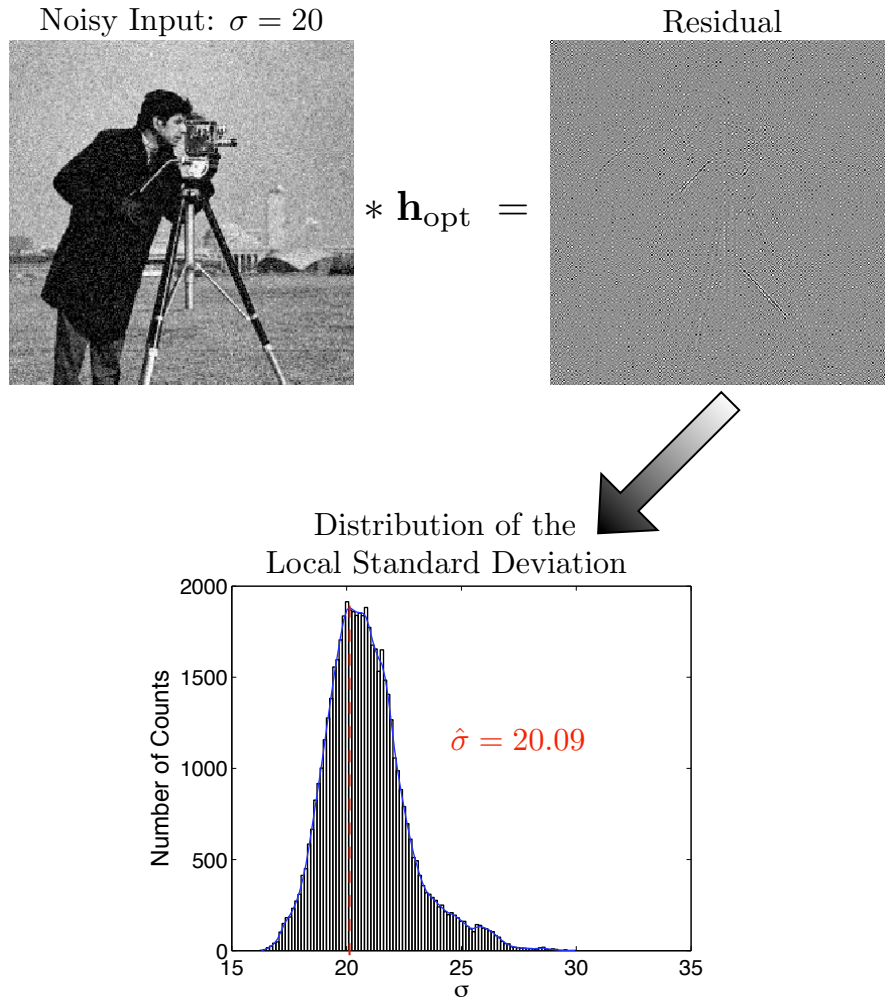 Noisy Input: σ = 20
Residual
∗ h_opt =
Distribution of the
Local Standard Deviation
2000
1500
1000
500
0
Number of Counts
σ̂ = 20.09
15 20 25 30 35
σ